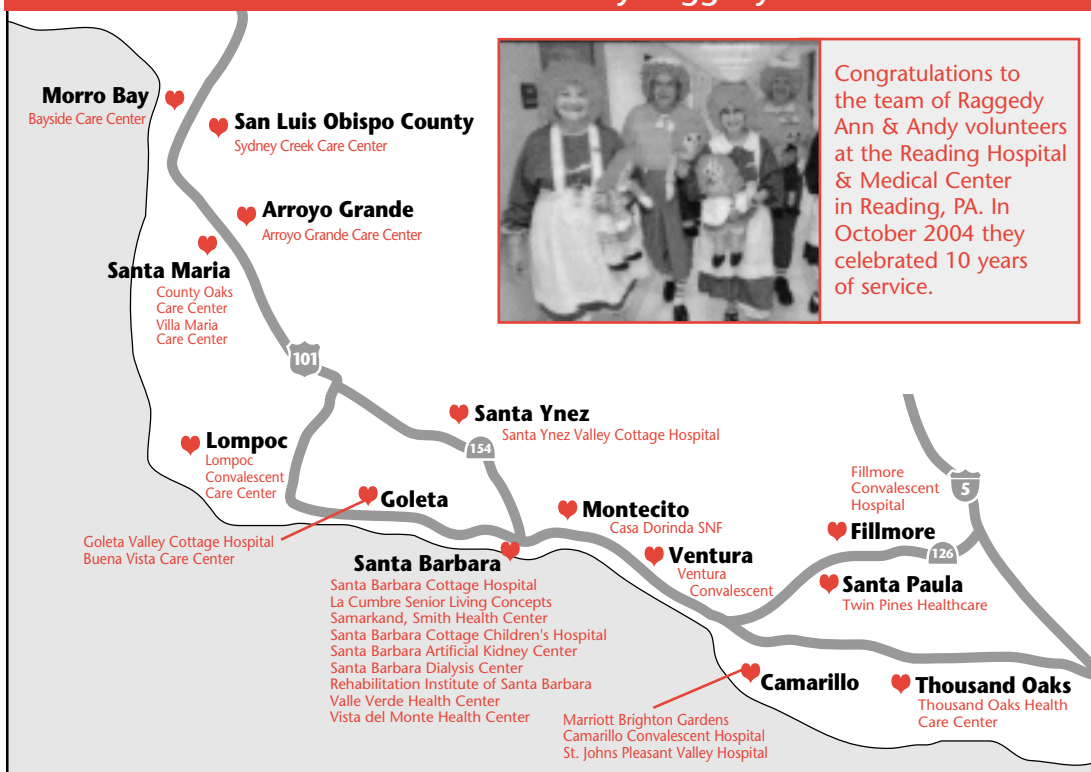 Morro Bay
Bayside Care Center
San Luis Obispo County
Sydney Creek Care Center
Arroyo Grande
Arroyo Grande Care Center
Santa Maria
County Oaks
Care Center
Villa Maria
Care Center
Congratulations to
the team of Raggedy
Ann & Andy volunteers
at the Reading Hospital
& Medical Center
in Reading, PA. In
October 2004 they
celebrated 10 years
of service.
101
Santa Ynez
Santa Ynez Valley Cottage Hospital
154
Lompoc
Lompoc
Convalescent
Care Center
Goleta
Goleta Valley Cottage Hospital
Buena Vista Care Center
Montecito
Casa Dorinda SNF
Fillmore
Convalescent
Hospital
5
Fillmore
126
Santa Barbara
Santa Barbara Cottage Hospital
La Cumbre Senior Living Concepts
Samarkand, Smith Health Center
Santa Barbara Cottage Children's Hospital
Santa Barbara Artificial Kidney Center
Santa Barbara Dialysis Center
Rehabilitation Institute of Santa Barbara
Valle Verde Health Center
Vista del Monte Health Center
Ventura
Ventura
Convalescent
Santa Paula
Twin Pines Healthcare
Camarillo
Marriott Brighton Gardens
Camarillo Convalescent Hospital
St. Johns Pleasant Valley Hospital
Thousand Oaks
Thousand Oaks Health
Care Center